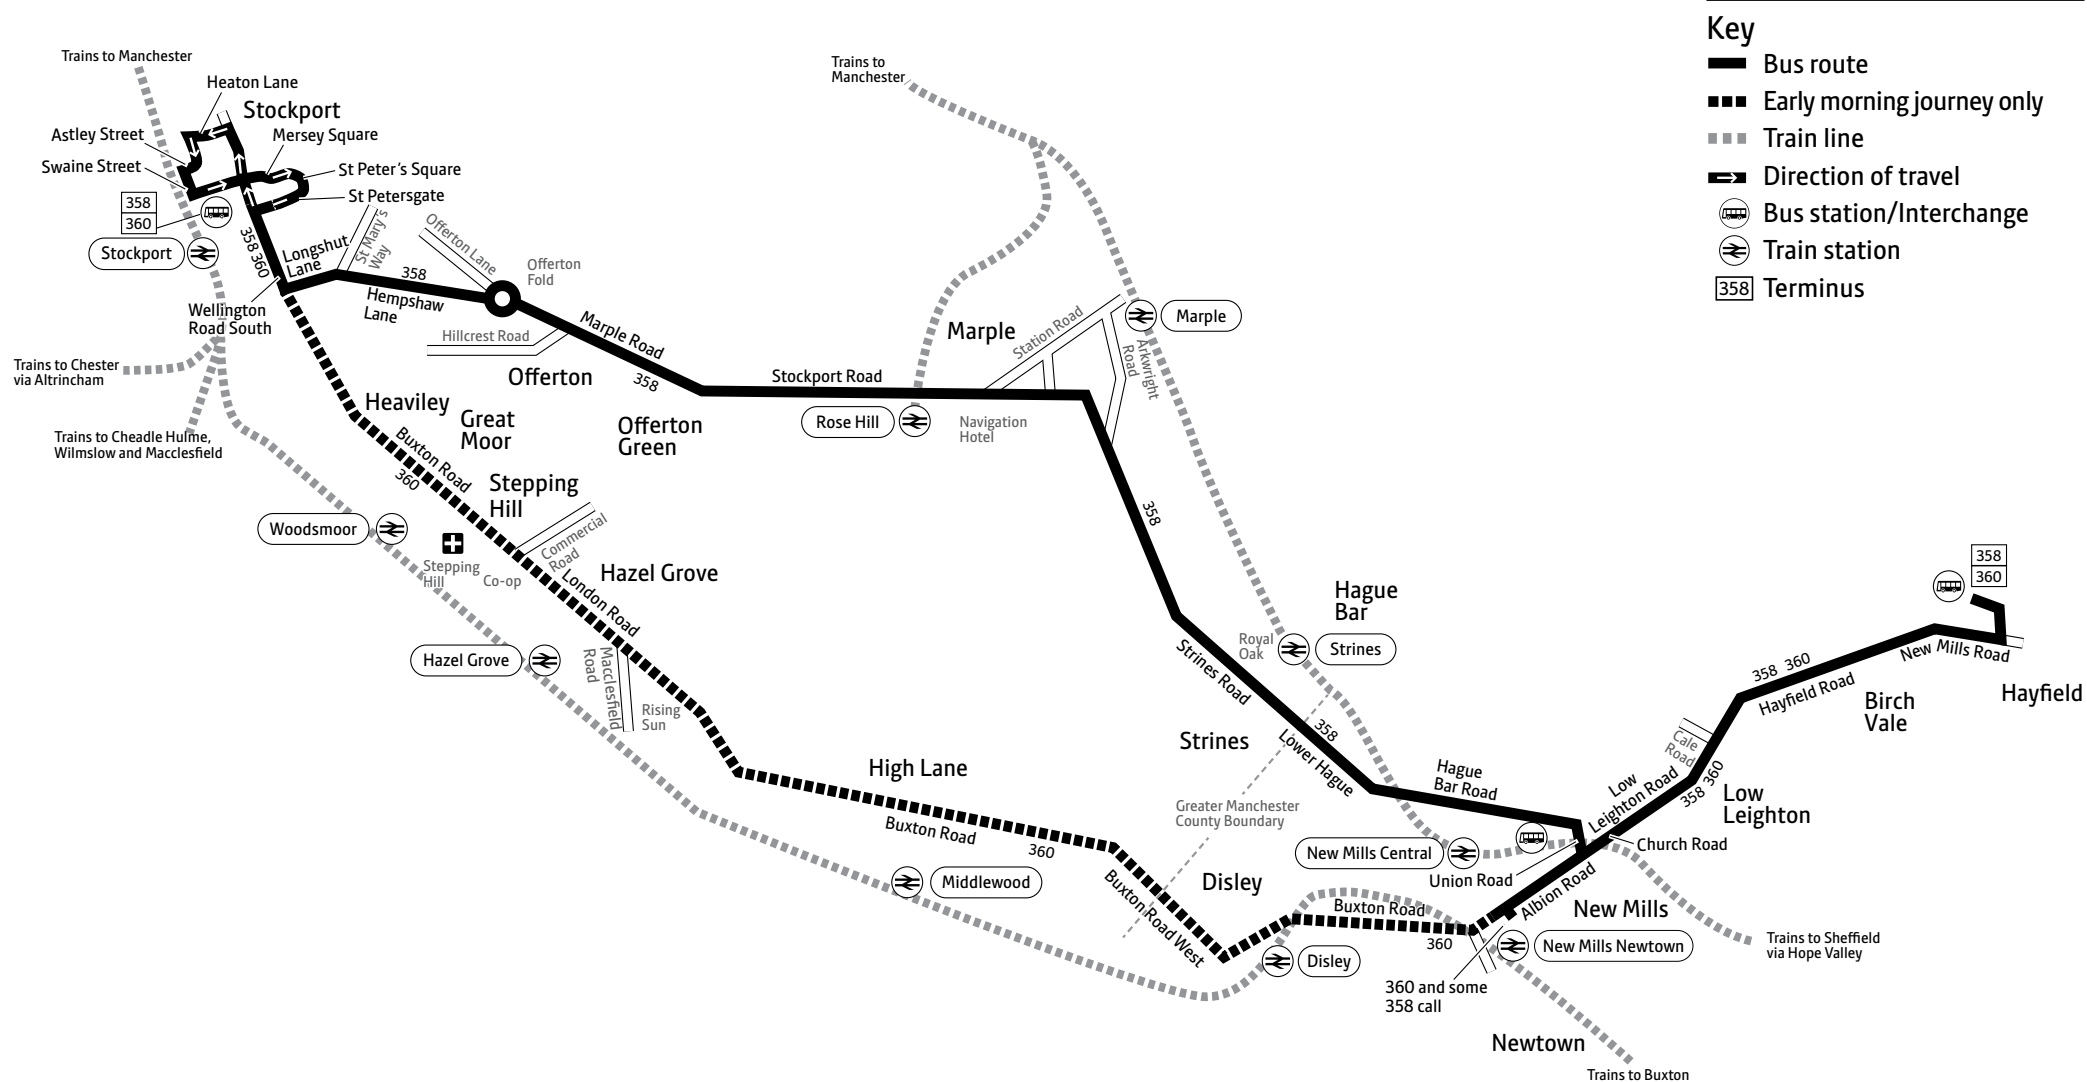 Key
Bus route
Early morning journey only
Train line
Direction of travel
Bus station/Interchange
Train station
358 Terminus
Trains to Manchester
Heaton Lane
Stockport
Astley Street
Mersey Square
Swaine Street
St Peter's Square
St Petersgate
358
360
Stockport
358 360
Longshut
Lane
St Mary's
Way
Offerton Lane
Offerton
Fold
358
Hempshaw
Lane
Wellington
Road South
Hillcrest Road
Marple Road
358
Offerton
Trains to Chester
via Altrincham
Trains to Cheadle Hulme,
Wilmslow and Macclesfield
Heaviley
Great
Moor
Offerton
Green
Stockport Road
Rose Hill
Trains to
Manchester
Marple
Station Road
Marple
Arkwright
Road
Navigation
Hotel
358
Buxton Road
360
Stepping
Hill
Woodsmoor
Stepping
Hill
Co-op
Commercial
Road
London Road
Hazel Grove
Hazel Grove
Macclesfield
Road
Rising
Sun
High Lane
Buxton Road
360
Middlewood
Buxton Road West
Disley
Disley
Buxton Road
360
Greater Manchester
County Boundary
Strines
Strines Road
Hague
Bar
Royal
Oak
Strines
358
Lower Hague
Hague
Bar Road
New Mills Central
Union Road
Low
Leighton Road
Church Road
Albion Road
New Mills
New Mills Newtown
360 and some
358 call
Newtown
Trains to Buxton
Trains to Sheffield
via Hope Valley
Low
Leighton
358 360
Cale
Road
358 360
Hayfield Road
Birch
Vale
New Mills Road
Hayfield
358
360